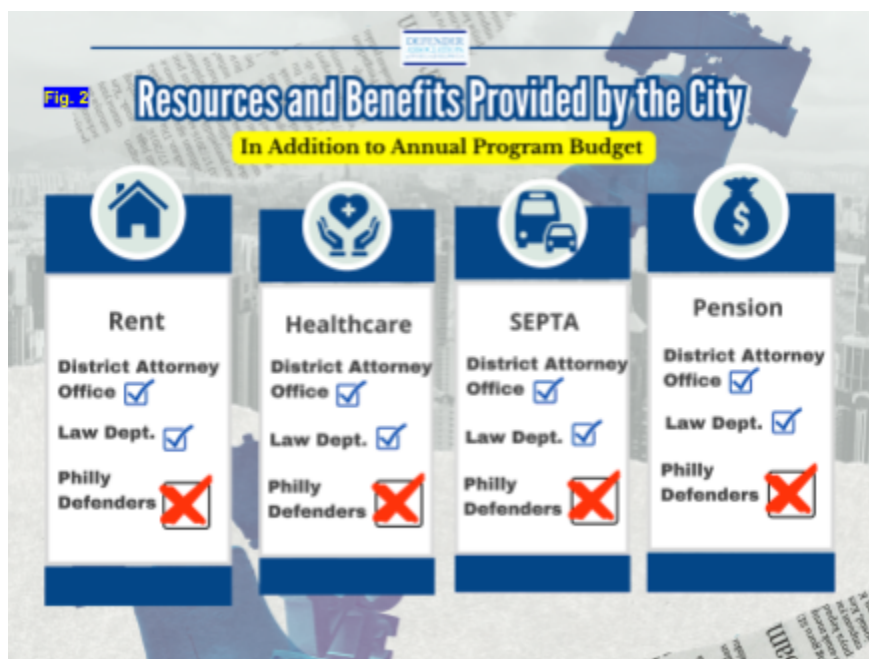 DEFENDER
ASSOCIATION
Fig. 2
Resources and Benefits Provided by the City
In Addition to Annual Program Budget
Rent
District Attorney
Office
Law Dept.
Philly
Defenders
Healthcare
District Attorney
Office
Law Dept.
Philly
Defenders
SEPTA
District Attorney
Office
Law Dept.
Philly
Defenders
Pension
District Attorney
Office
Law Dept.
Philly
Defenders